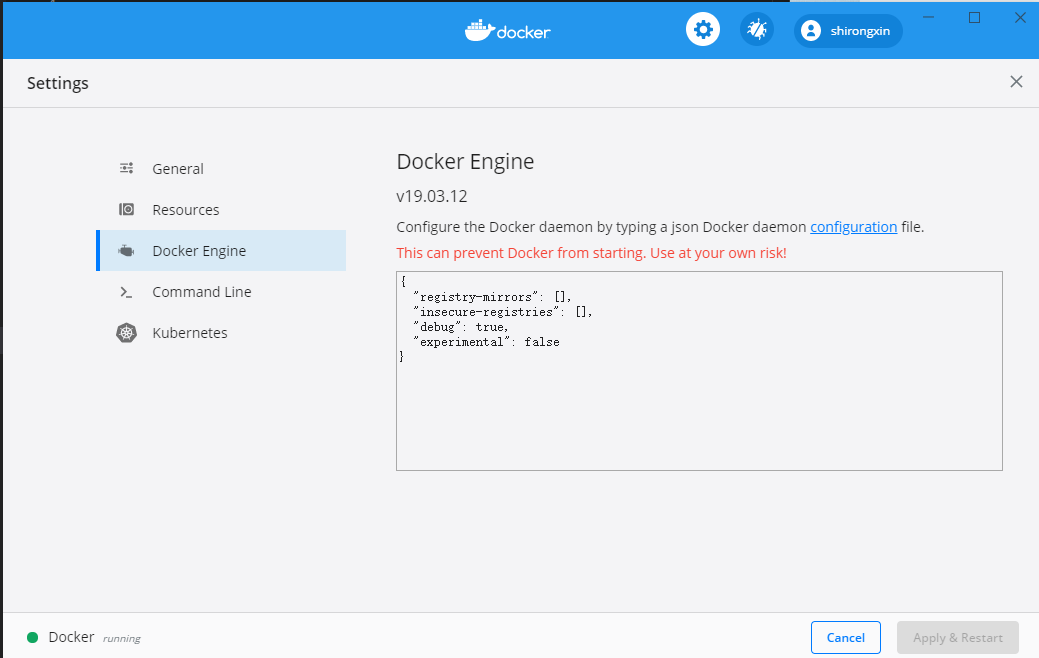 docker
shirongxin
Settings
General
Resources
Docker Engine
Command Line
Kubernetes
Docker Engine
v19.03.12
Configure the Docker daemon by typing a json Docker daemon configuration file.
This can prevent Docker from starting. Use at your own risk!
{
  "registry-mirrors": [],
  "insecure-registries": [],
  "debug": true,
  "experimental": false
}
Docker running
Cancel
Apply & Restart